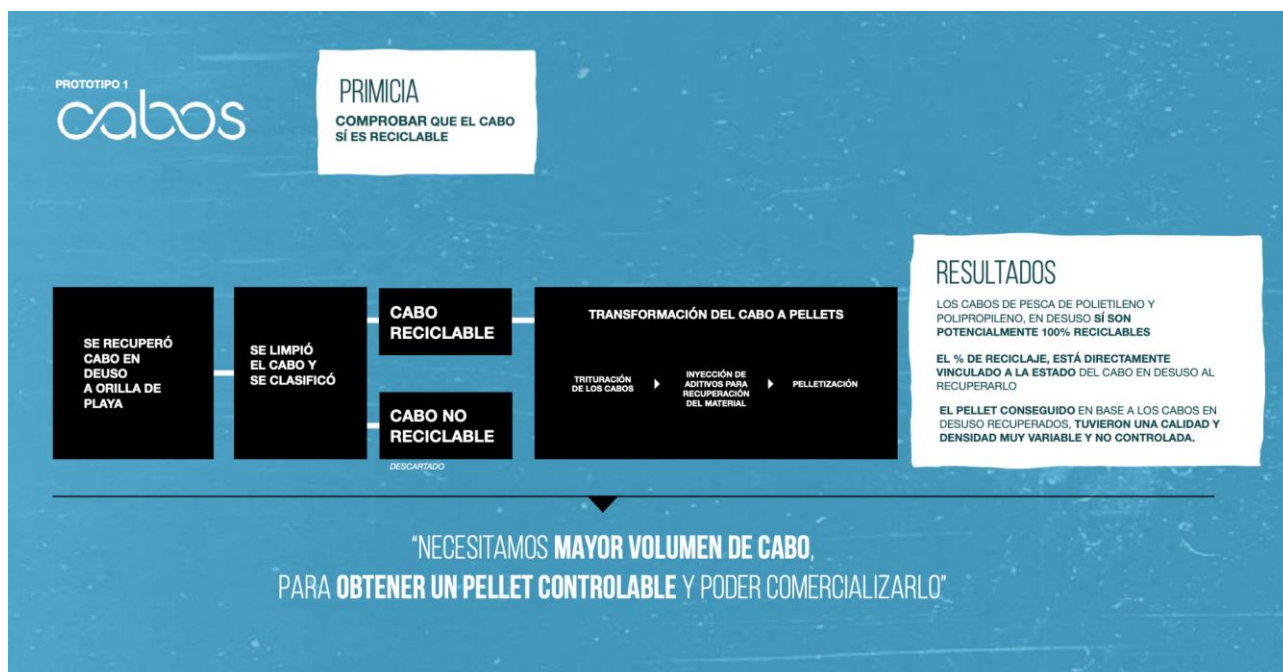 PROTOTIPO 1
cabos
PRIMICIA
COMPROBAR QUE EL CABO
SÍ ES RECICLABLE
SE RECUPERÓ
CABO EN
DEUSO
A ORILLA DE
PLAYA
SE LIMPIÓ
EL CABO Y
SE CLASIFICÓ
CABO
RECICLABLE
CABO NO
RECICLABLE
DESCARTADO
TRANSFORMACIÓN DEL CABO A PELLETS
TRITURACIÓN
DE LOS CABOS
INYECCIÓN DE
ADITIVOS PARA
RECUPERACIÓN
DEL MATERIAL
PELLETIZACIÓN
RESULTADOS
LOS CABOS DE PESCA DE POLIETILENO Y
POLIPROPILENO, EN DESUSO SÍ SON
POTENCIALMENTE 100% RECICLABLES
EL % DE RECICLAJE, ESTÁ DIRECTAMENTE
VINCULADO A LA ESTADO DEL CABO EN DESUSO AL
RECUPERARLO
EL PELLET CONSEGUIDO EN BASE A LOS CABOS EN
DESUSO RECUPERADOS, TUVIERON UNA CALIDAD Y
DENSIDAD MUY VARIABLE Y NO CONTROLADA.
"NECESITAMOS MAYOR VOLUMEN DE CABO,
PARA OBTENER UN PELLET CONTROLABLE Y PODER COMERCIALIZARLO"